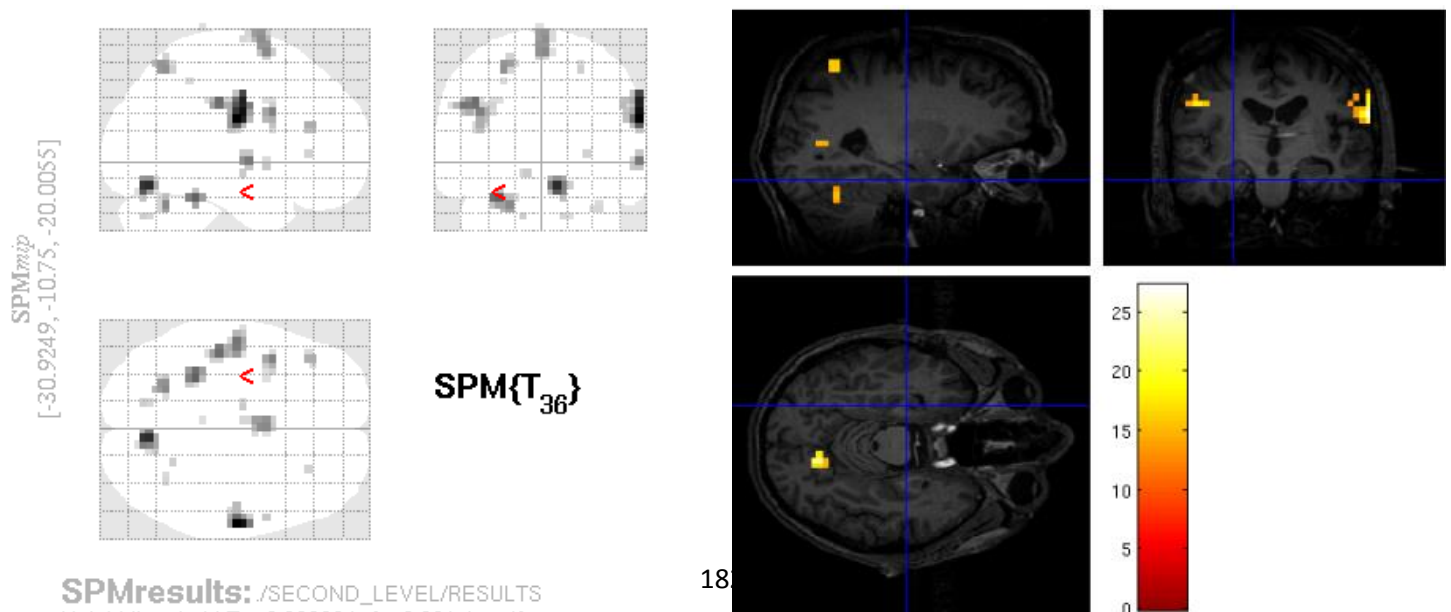 SPMmip
[-30.9249, -10.75, -20.0055]
<
<
<
SPM{T36}
25
20
15
10
5
0
SPMresults: ./SECOND_LEVEL/RESULTS